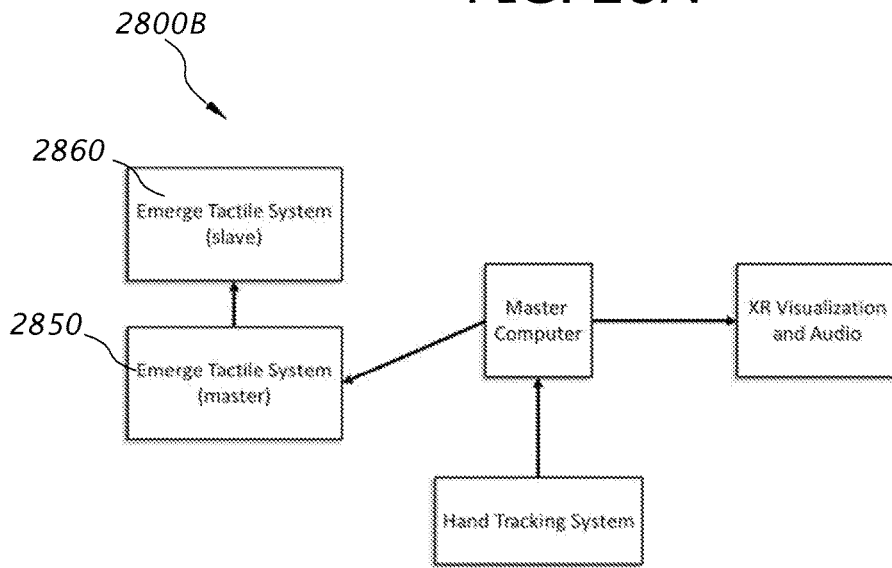 2800B
2860
Emerge Tactile System
(slave)
2850
Emerge Tactile System
(master)
Master
Computer
XR Visualization
and Audio
Hand Tracking System